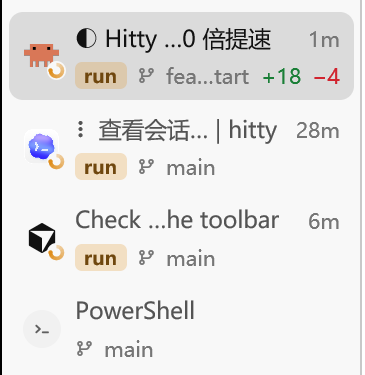 ◐ Hitty ...0 倍提速 1m
run fea...tart +18 −4
⋮ 查看会话... | hitty 28m
run main
Check ...he toolbar 6m
run main
PowerShell
main